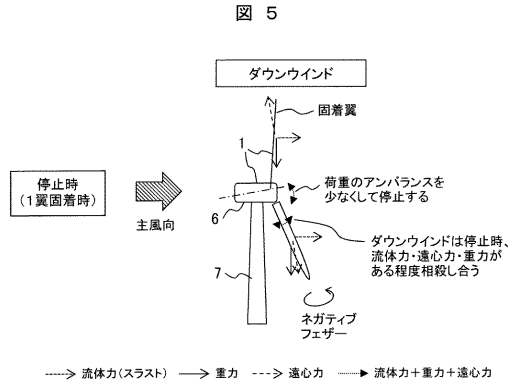 図 5
ダウンウインド
固着翼
1
停止時
(1翼固着時)
主風向
荷重のアンバランスを
少なくして停止する
6
ダウンウインドは停止時、
流体力・遠心力・重力が
ある程度相殺し合う
7
ネガティブ
フェザー
流体力(スラスト)
重力
遠心力
流体力+重力+遠心力